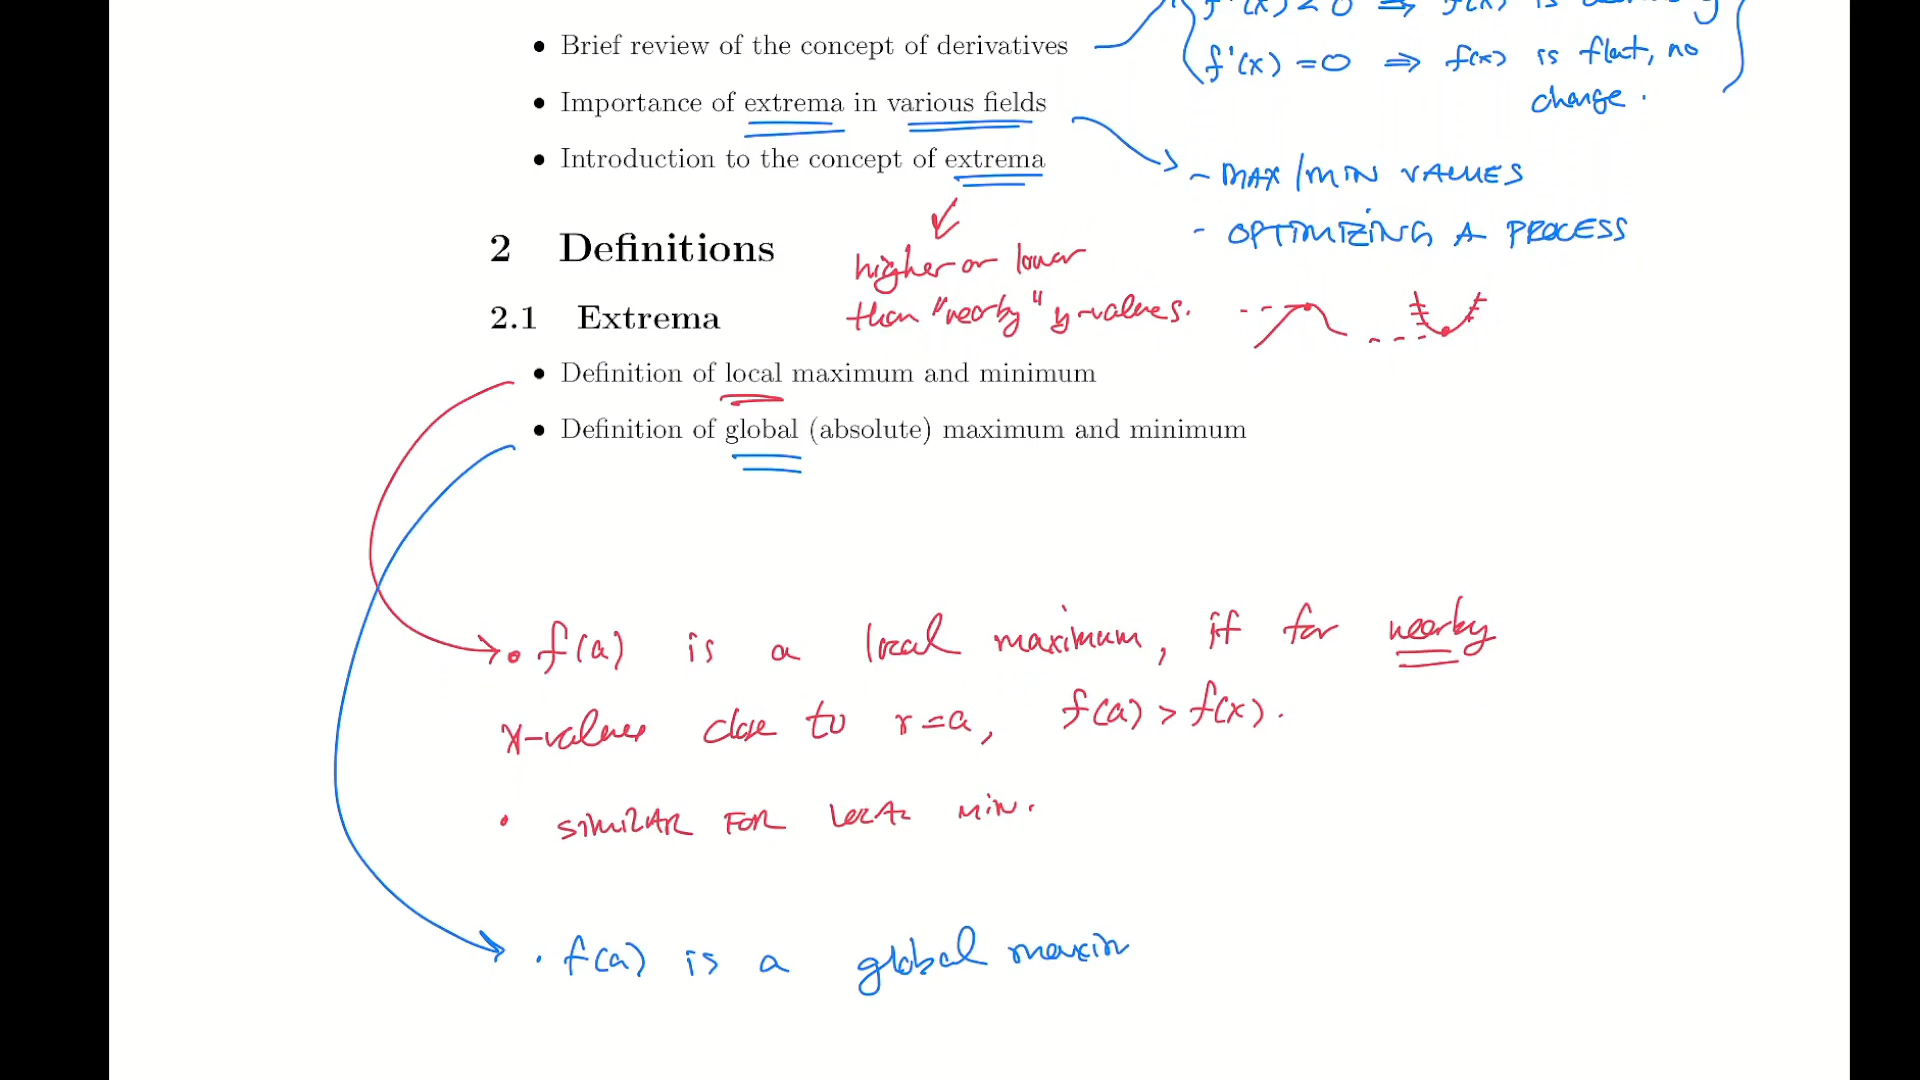 f'(x) < 0 ⇒ f(x) is
• Brief review of the concept of derivatives
f'(x) = 0 ⇒ f(x) is flat, no
change.
• Importance of extrema in various fields
• Introduction to the concept of extrema
- MAX/MIN VALUES
- OPTIMIZING A PROCESS
2 Definitions
higher or lower
than "nearby" y-values.
2.1 Extrema
• Definition of local maximum and minimum
• Definition of global (absolute) maximum and minimum
• f(a) is a local maximum, if for nearby
x-values close to x=a, f(a) > f(x).
• SIMILAR FOR LOCAL MIN.
• f(a) is a global maxim